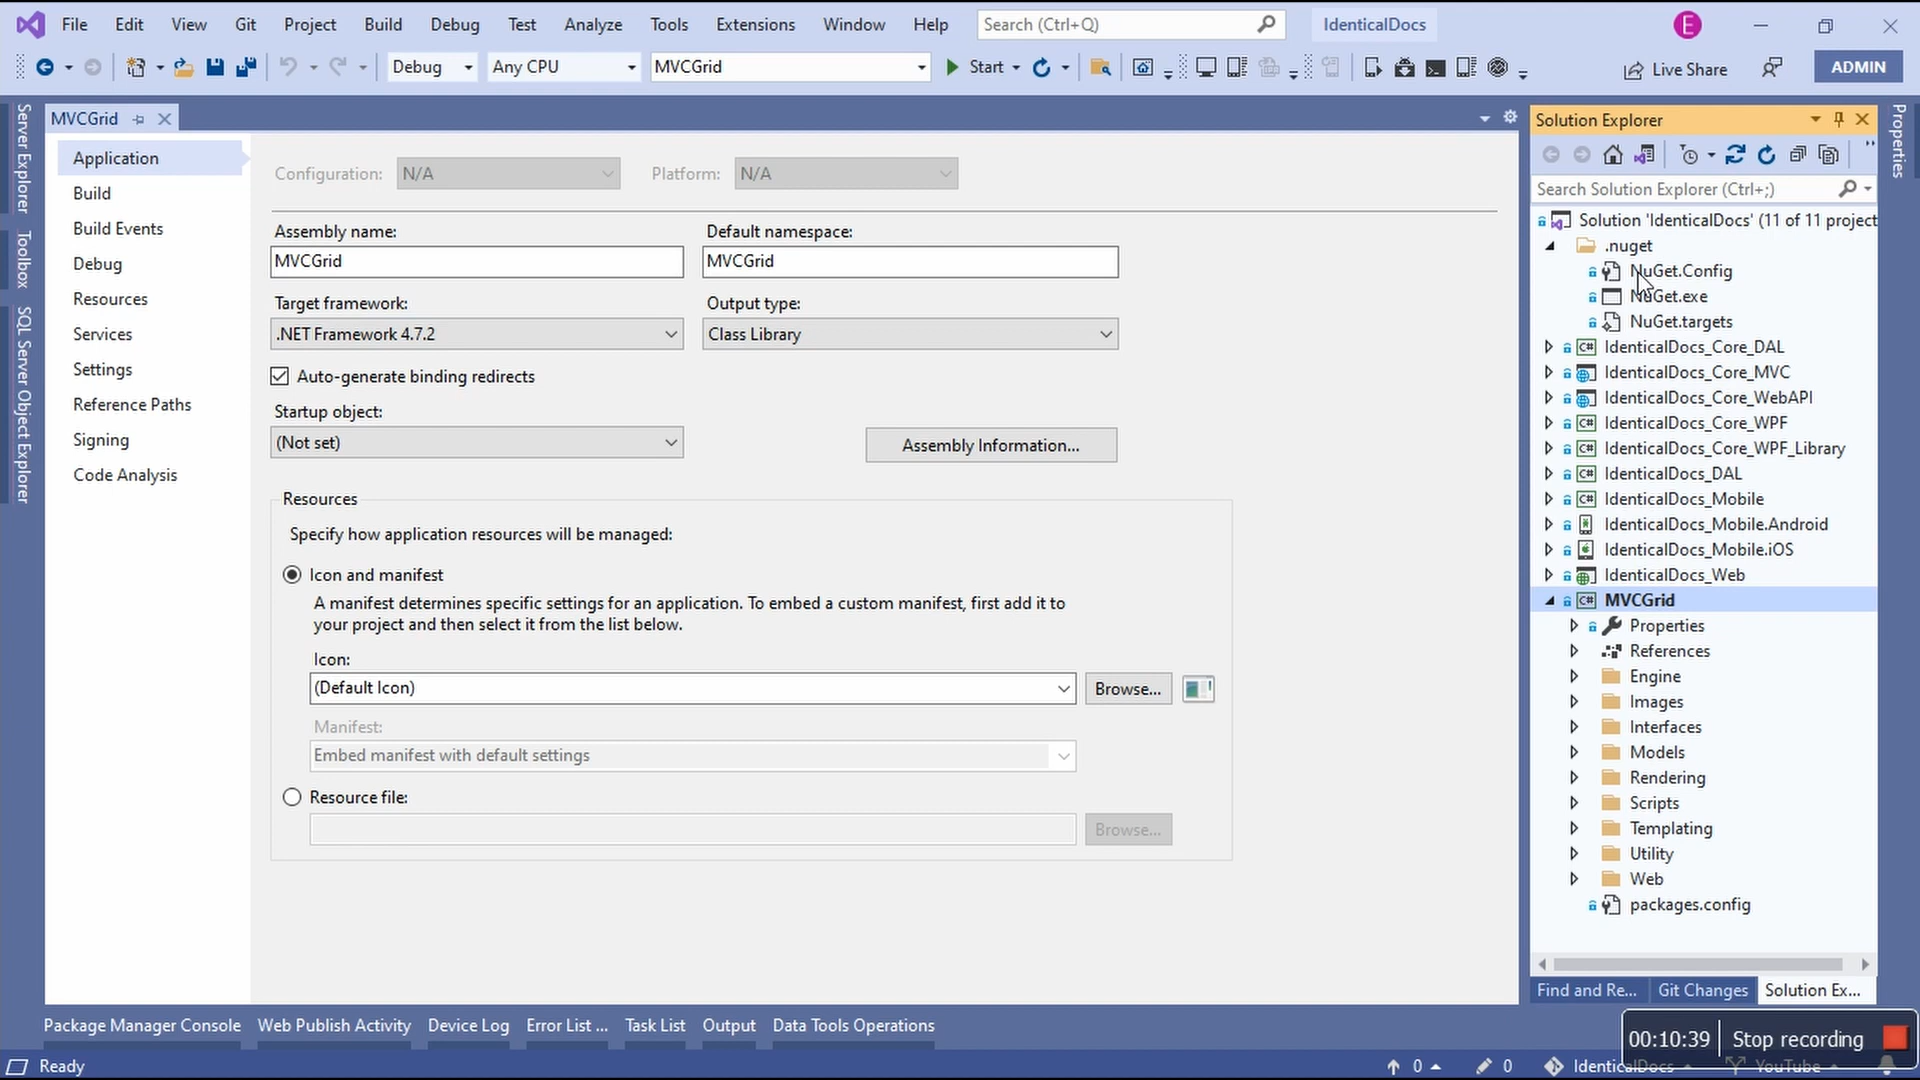 File Edit View Git Project Build Debug Test Analyze Tools Extensions Window Help Search (Ctrl+Q) IdenticalDocs E
Debug Any CPU MVCGrid Start Live Share ADMIN
Server Explorer
Toolbox
SQL Server Object Explorer
MVCGrid
Application
Build
Build Events
Debug
Resources
Services
Settings
Reference Paths
Signing
Code Analysis
Configuration: N/A Platform: N/A
Assembly name: Default namespace:
MVCGrid MVCGrid
Target framework: Output type:
.NET Framework 4.7.2 Class Library
Auto-generate binding redirects
Startup object:
(Not set) Assembly Information...
Resources
Specify how application resources will be managed:
Icon and manifest
A manifest determines specific settings for an application. To embed a custom manifest, first add it to
your project and then select it from the list below.
Icon:
(Default Icon) Browse...
Manifest:
Embed manifest with default settings
Resource file:
Browse...
Solution Explorer
Search Solution Explorer (Ctrl+;)
Solution 'IdenticalDocs' (11 of 11 project
.nuget
NuGet.Config
NuGet.exe
NuGet.targets
IdenticalDocs_Core_DAL
IdenticalDocs_Core_MVC
IdenticalDocs_Core_WebAPI
IdenticalDocs_Core_WPF
IdenticalDocs_Core_WPF_Library
IdenticalDocs_DAL
IdenticalDocs_Mobile
IdenticalDocs_Mobile.Android
IdenticalDocs_Mobile.iOS
IdenticalDocs_Web
MVCGrid
Properties
References
Engine
Images
Interfaces
Models
Rendering
Scripts
Templating
Utility
Web
packages.config
Find and Re... Git Changes Solution Ex...
Properties
Package Manager Console Web Publish Activity Device Log Error List ... Task List Output Data Tools Operations
00:10:39 Stop recording
Ready 0 0 IdenticalDocs YouTube